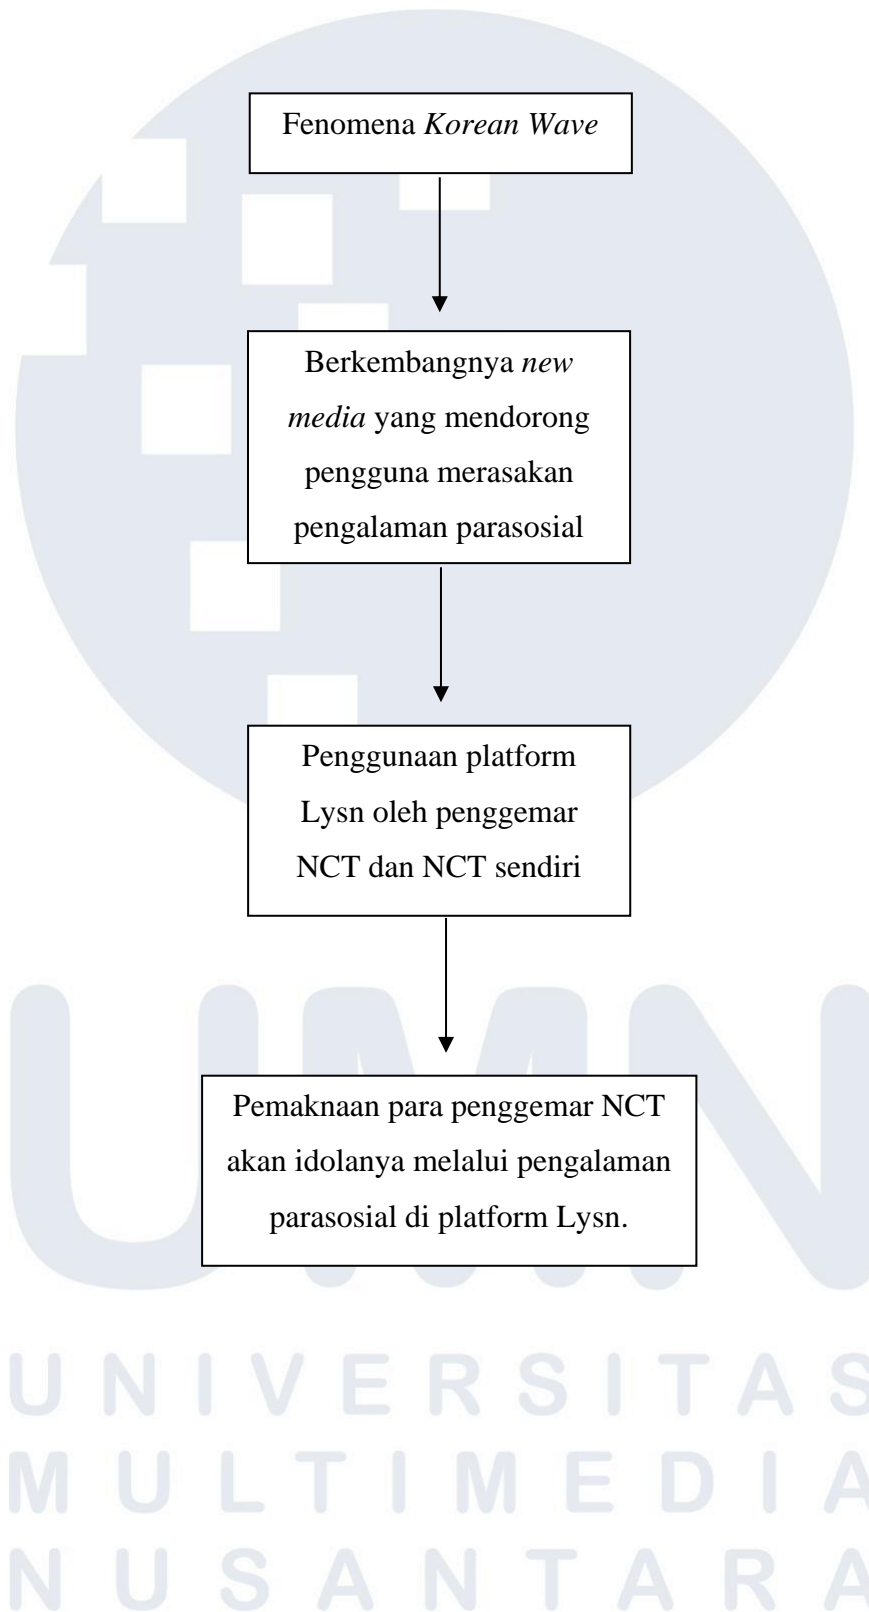 Fenomena Korean Wave
Berkembangnya new
media yang mendorong
pengguna merasakan
pengalaman parasosial
Penggunaan platform
Lysn oleh penggemar
NCT dan NCT sendiri
Pemaknaan para penggemar NCT
akan idolanya melalui pengalaman
parasosial di platform Lysn.
UMN
UNIVERSITAS
MULTIMEDIA
NUSANTARA